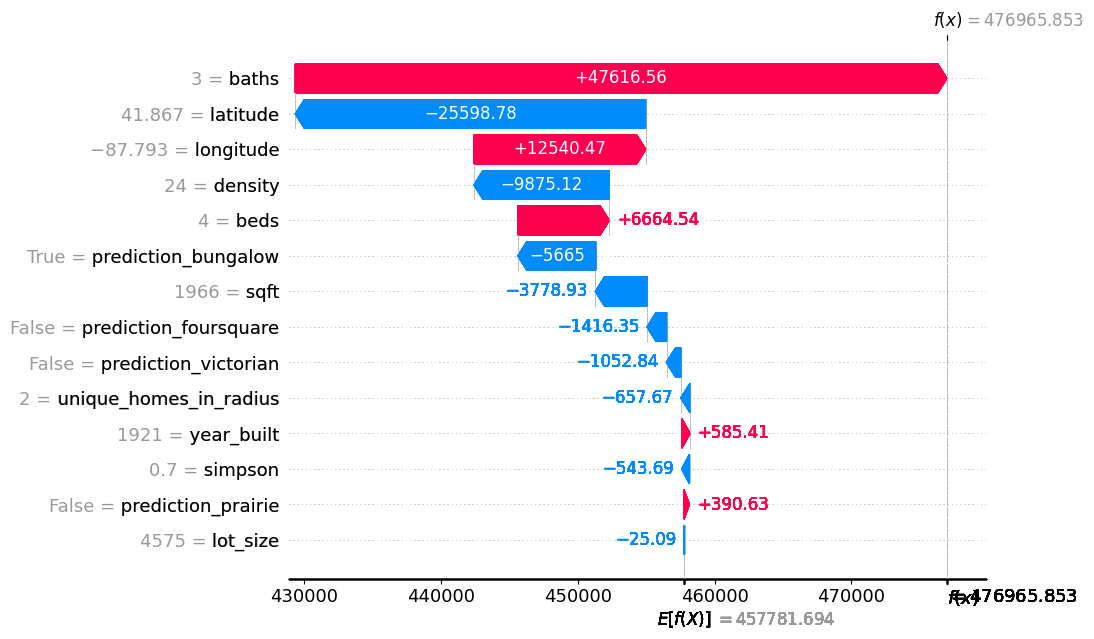 f(x) = 476965.853
3 = baths +47616.56
41.867 = latitude −25598.78
−87.793 = longitude +12540.47
24 = density −9875.12
4 = beds +6664.54
True = prediction_bungalow −5665
1966 = sqft −3778.93
False = prediction_foursquare −1416.35
False = prediction_victorian −1052.84
2 = unique_homes_in_radius −657.67
1921 = year_built +585.41
0.7 = simpson −543.69
False = prediction_prairie +390.63
4575 = lot_size −25.09
430000 440000 450000 460000 470000 f(x) =476965.853
E[f(X)] = 457781.694